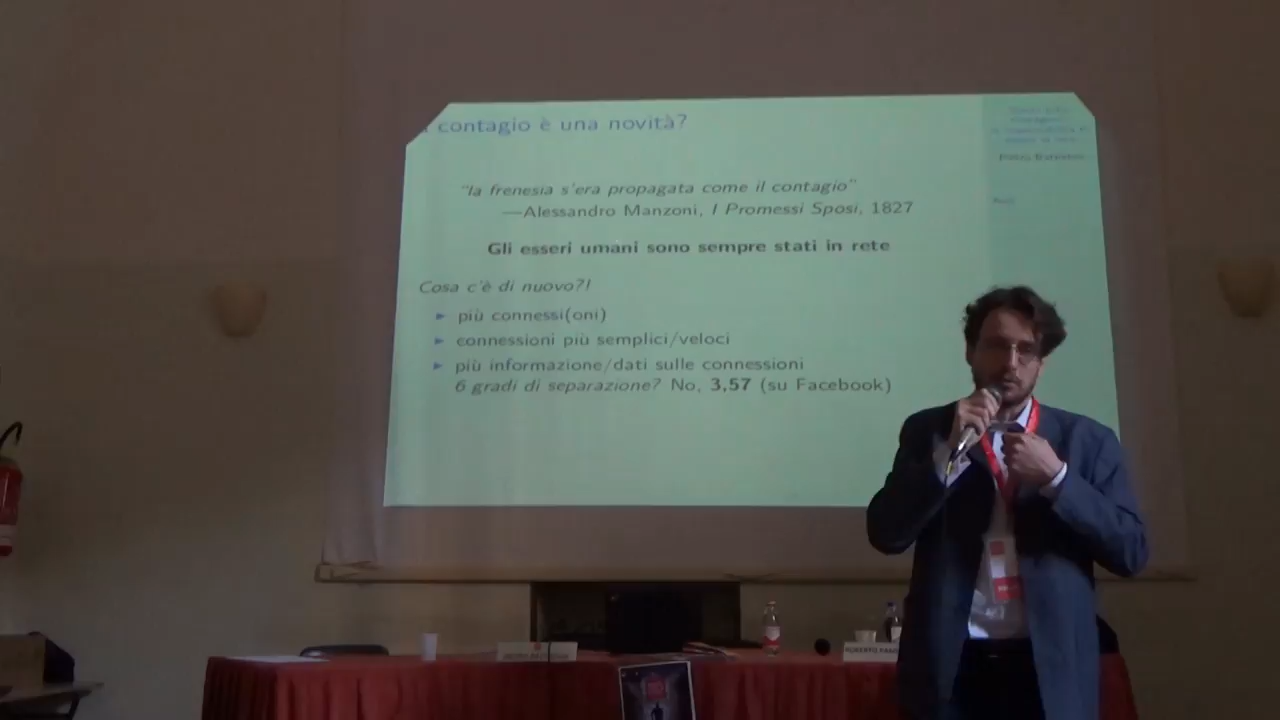 contagio è una novità?
"la frenesia s'era propagata come il contagio"
—Alessandro Manzoni, I Promessi Sposi, 1827
Gli esseri umani sono sempre stati in rete
Cosa c'è di nuovo?!
► più connessi(oni)
► connessioni più semplici/veloci
► più informazione/dati sulle connessioni
6 gradi di separazione? No, 3,57 (su Facebook)